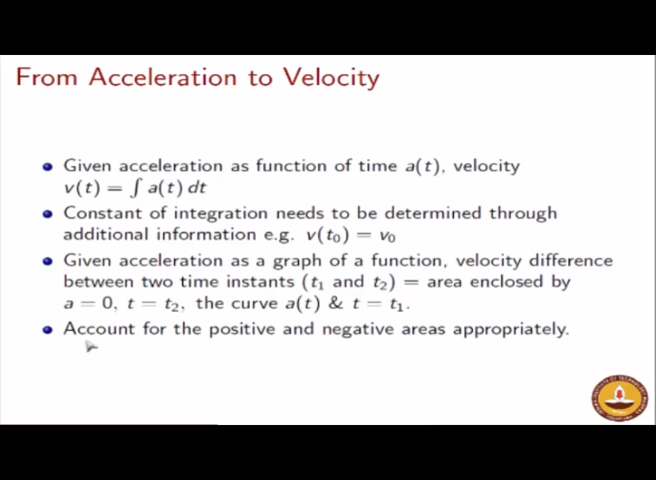 From Acceleration to Velocity
Given acceleration as function of time a(t), velocity
v(t) = ∫ a(t) dt
Constant of integration needs to be determined through
additional information e.g. v(t₀) = v₀
Given acceleration as a graph of a function, velocity difference
between two time instants (t₁ and t₂) = area enclosed by
a = 0, t = t₂, the curve a(t) & t = t₁.
Account for the positive and negative areas appropriately.